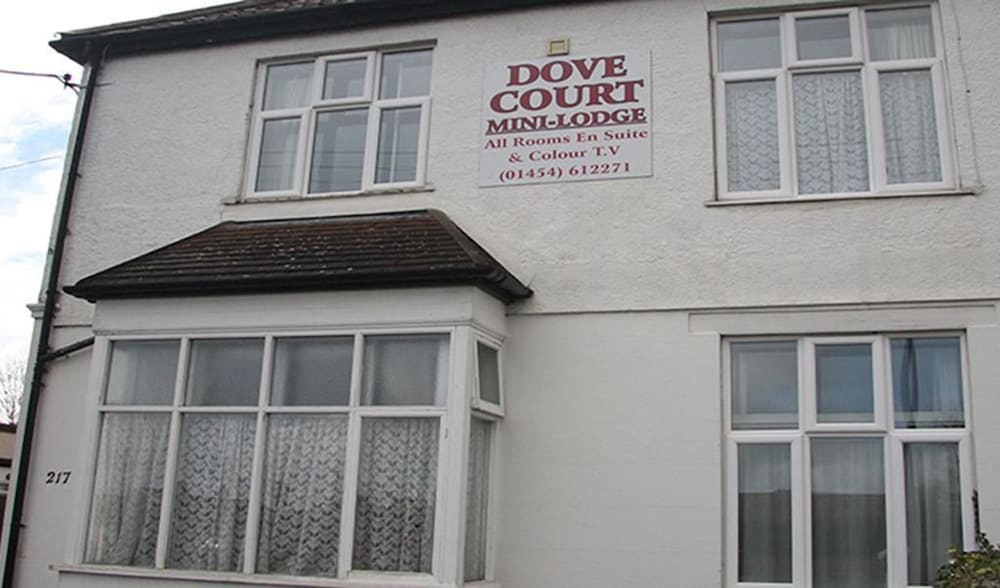 DOVE
COURT
MINI-LODGE
All Rooms En Suite
& Colour T.V
(01454) 612271
217